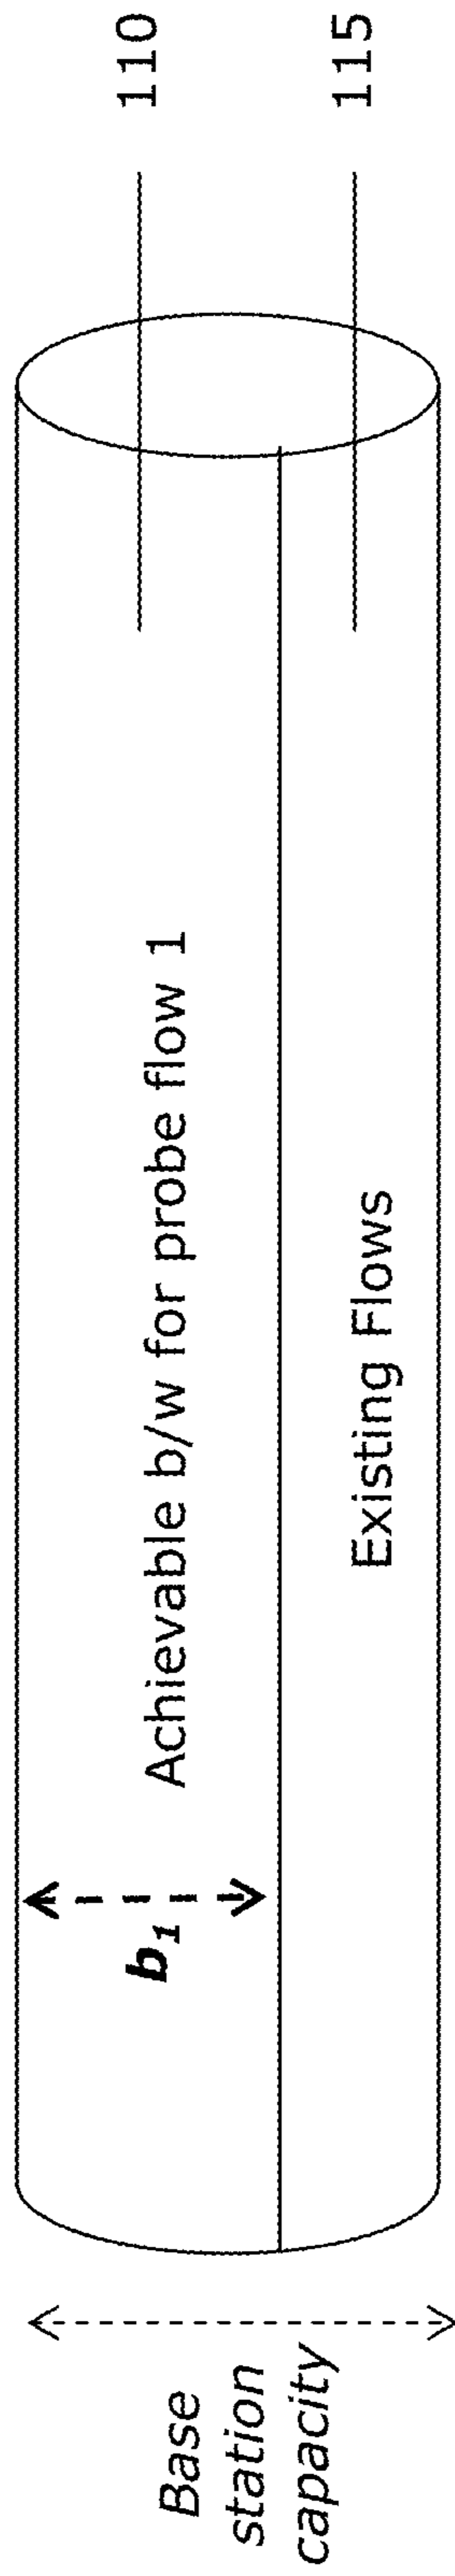 110
115
Achievable b/w for probe flow 1
b1
Existing Flows
Base
station
capacity